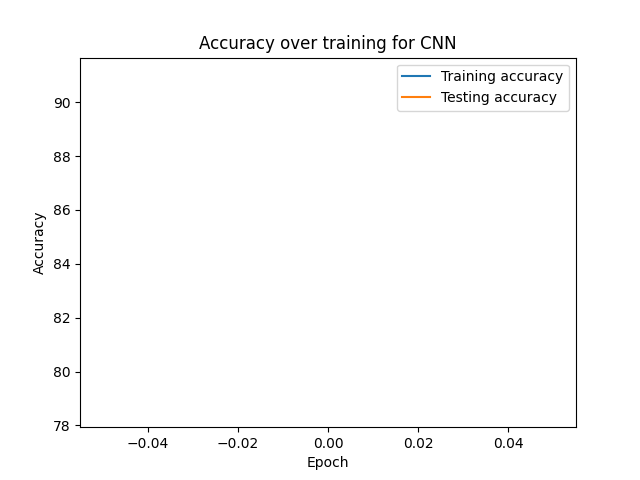 Accuracy over training for CNN
Training accuracy
Testing accuracy
90
88
86
84
82
80
78
Accuracy
−0.04
−0.02
0.00
0.02
0.04
Epoch